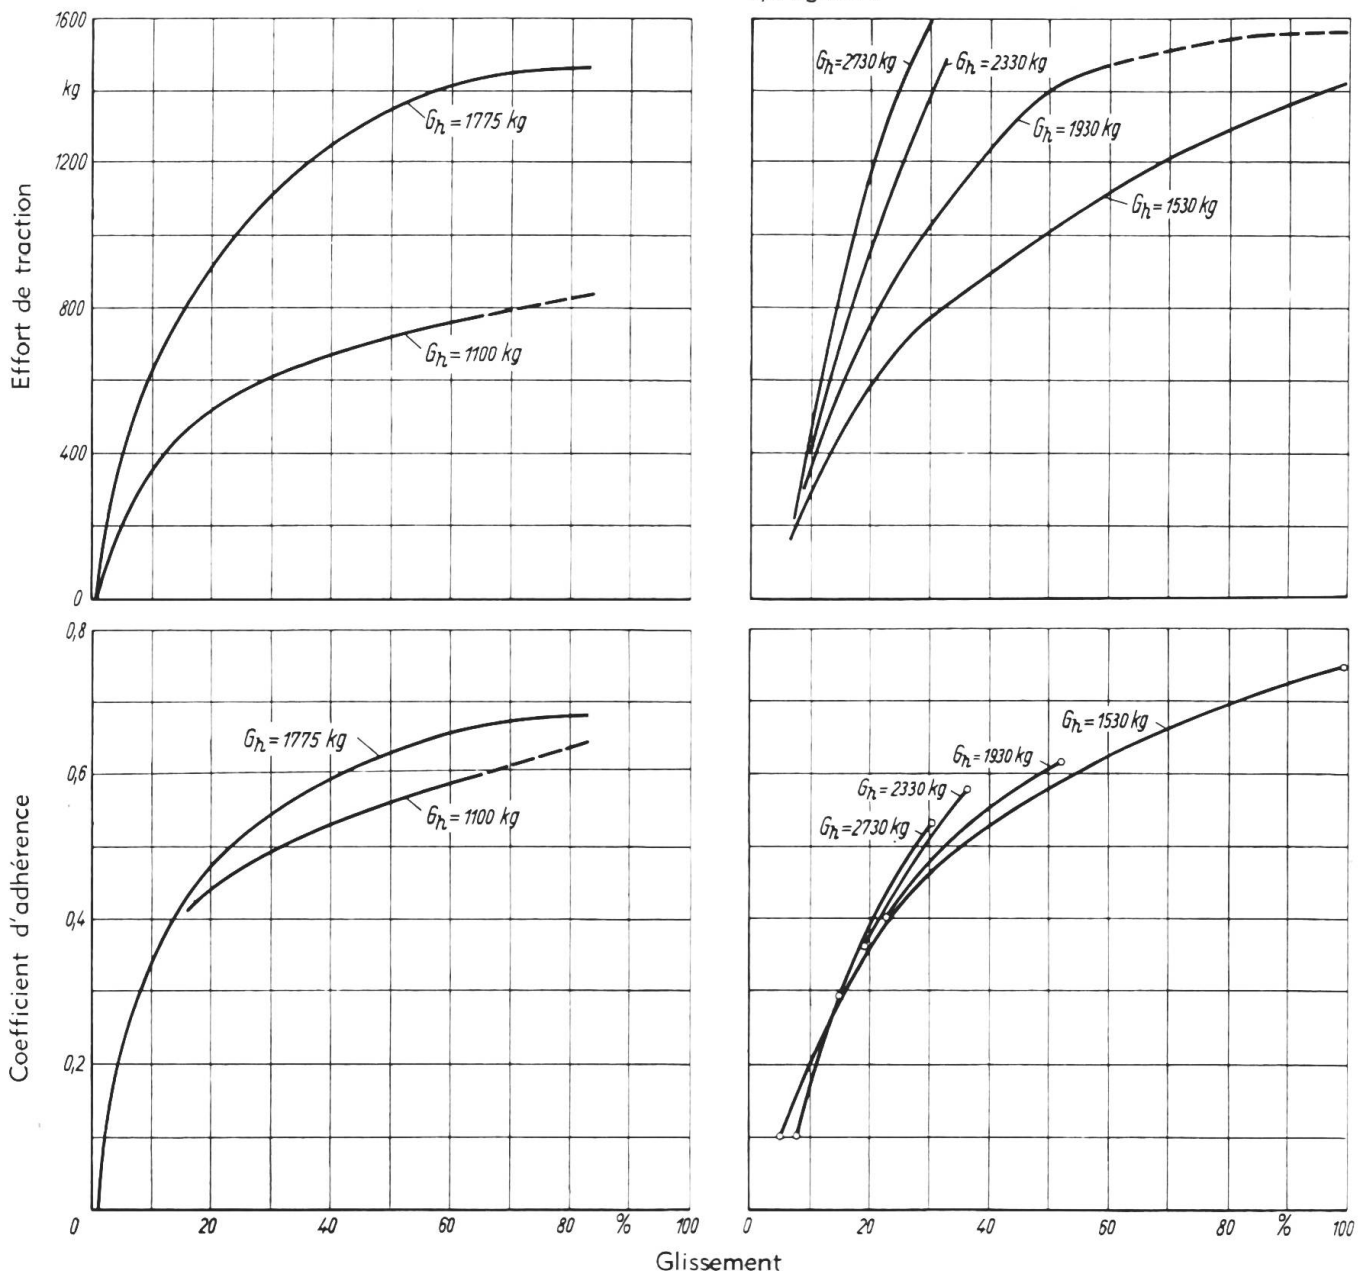 1600
kg
1200
800
400
0
Effort de traction
Gh = 1775 kg
Gh = 1100 kg
Gh = 2730 kg
Gh = 2330 kg
Gh = 1930 kg
Gh = 1530 kg
0,8
0,6
0,4
0,2
Coefficient d'adhérence
Gh = 1775 kg
Gh = 1100 kg
Gh = 1530 kg
Gh = 1930 kg
Gh = 2330 kg
Gh = 2730 kg
0 20 40 60 80 % 100
0 20 40 60 80 % 100
Glissement